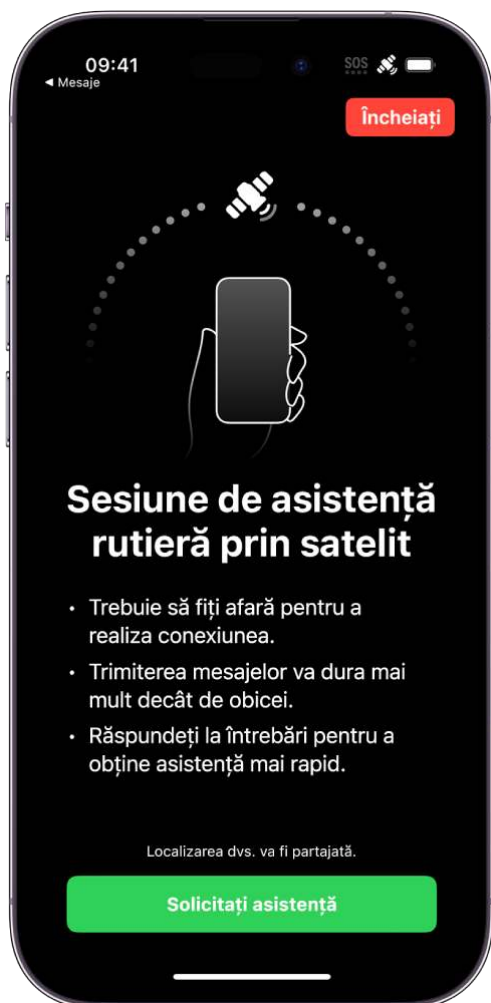 09:41
SOS
◀ Mesaje
Încheiați
Sesiune de asistență
rutieră prin satelit
• Trebuie să fiți afară pentru a
realiza conexiunea.
• Trimiterea mesajelor va dura mai
mult decât de obicei.
• Răspundeți la întrebări pentru a
obține asistență mai rapid.
Localizarea dvs. va fi partajată.
Solicitați asistență